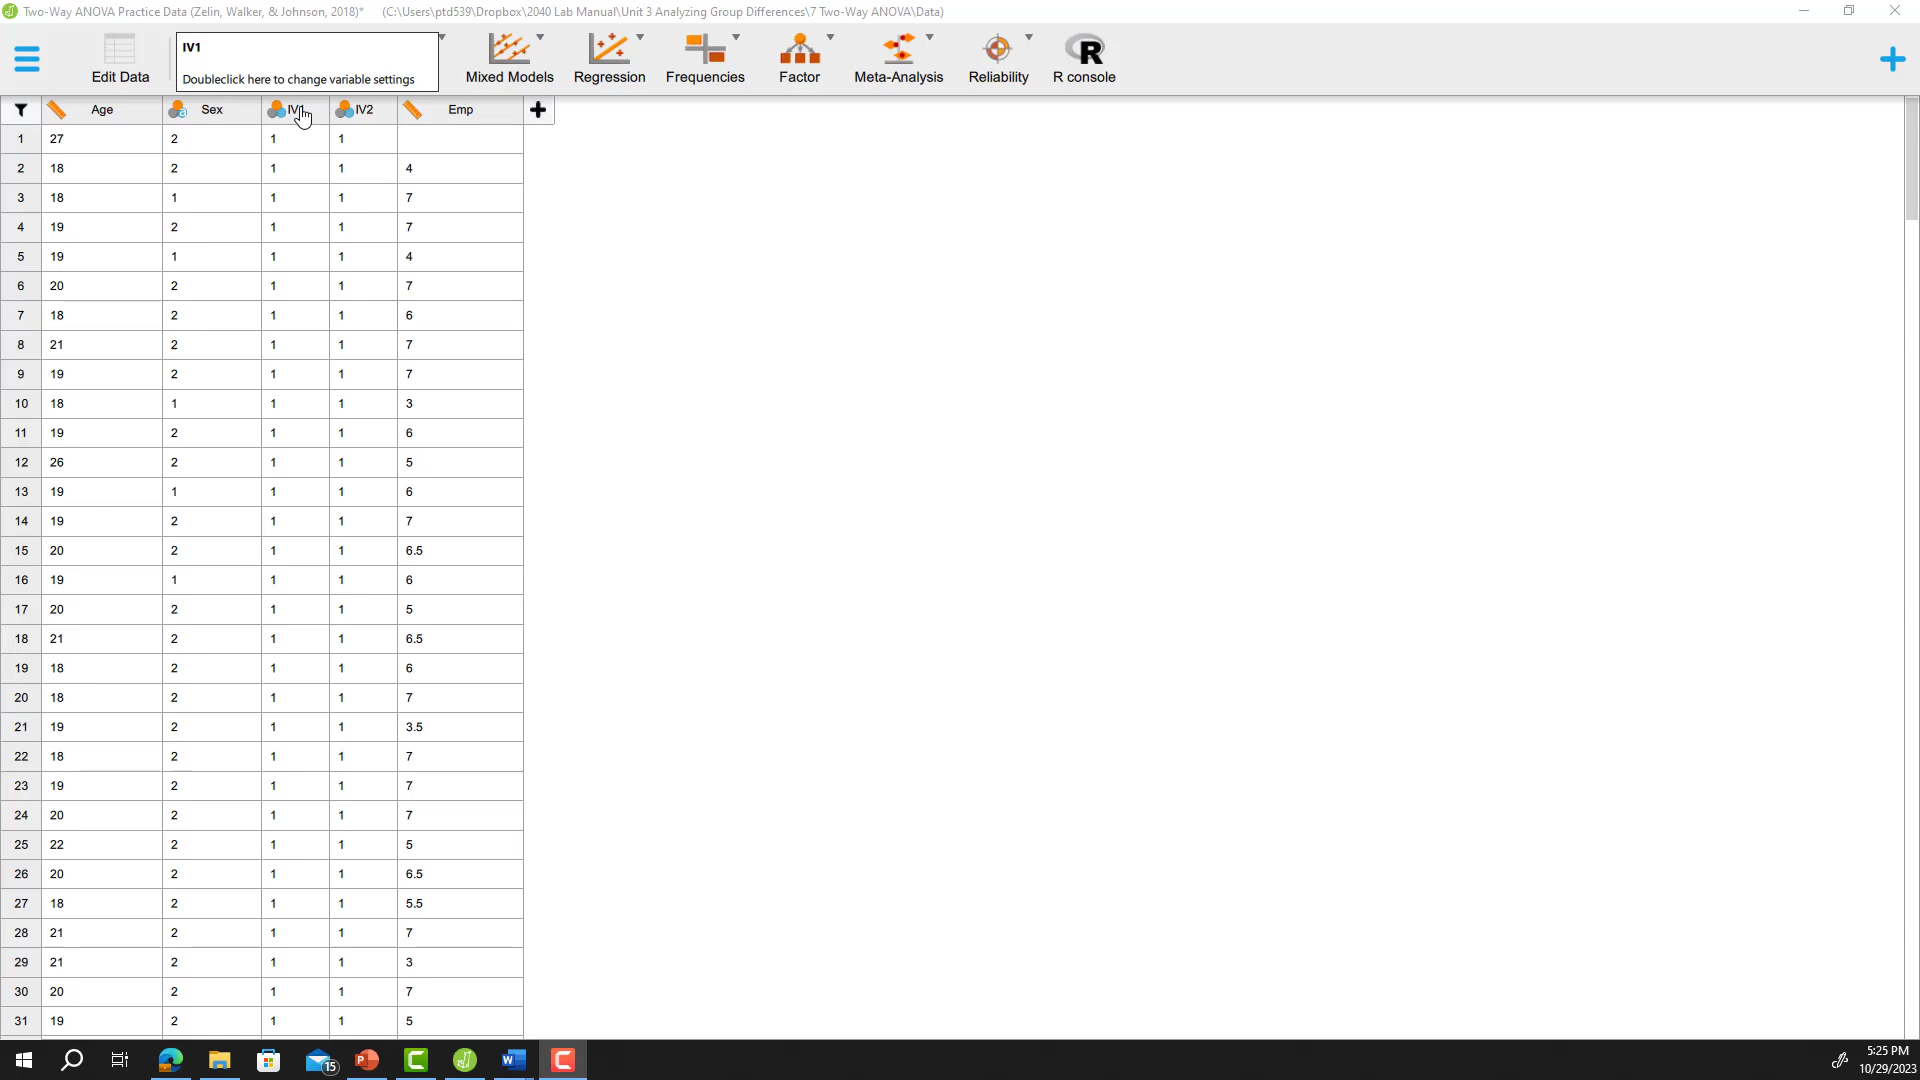 Two-Way ANOVA Practice Data (Zelin, Walker, & Johnson, 2018)* (C:\Users\ptd539\Dropbox\2040 Lab Manual\Unit 3 Analyzing Group Differences\7 Two-Way ANOVA\Data)
IV1
Doubleclick here to change variable settings
Edit Data Mixed Models Regression Frequencies Factor Meta-Analysis Reliability R console
Age Sex IV1 IV2 Emp
1 27 2 1 1
2 18 2 1 1 4
3 18 1 1 1 7
4 19 2 1 1 7
5 19 1 1 1 4
6 20 2 1 1 7
7 18 2 1 1 6
8 21 2 1 1 7
9 19 2 1 1 7
10 18 1 1 1 3
11 19 2 1 1 6
12 26 2 1 1 5
13 19 1 1 1 6
14 19 2 1 1 7
15 20 2 1 1 6.5
16 19 1 1 1 6
17 20 2 1 1 5
18 21 2 1 1 6.5
19 18 2 1 1 6
20 18 2 1 1 7
21 19 2 1 1 3.5
22 18 2 1 1 7
23 19 2 1 1 7
24 20 2 1 1 7
25 22 2 1 1 5
26 20 2 1 1 6.5
27 18 2 1 1 5.5
28 21 2 1 1 7
29 21 2 1 1 3
30 20 2 1 1 7
31 19 2 1 1 5
15
5:25 PM
10/29/2023